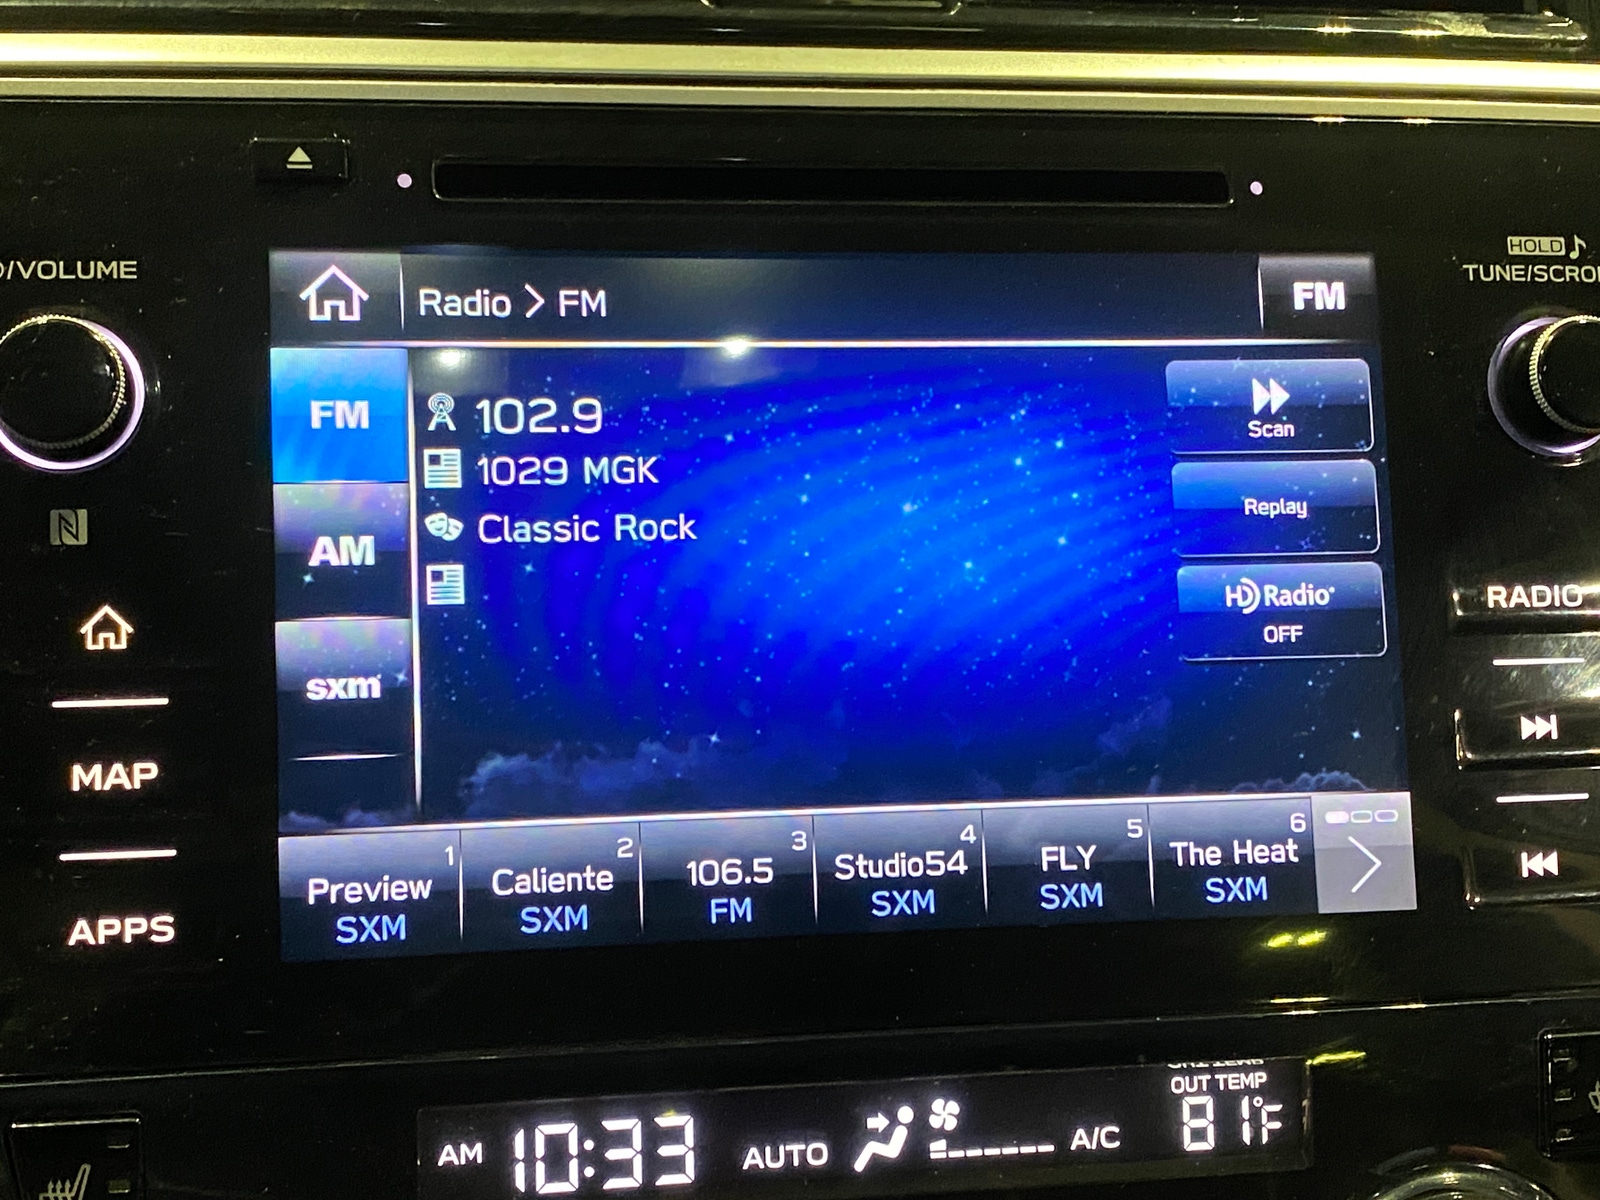 /VOLUME
HOLD
TUNE/SCRO
Radio > FM
FM
FM
102.9
Scan
1029 MGK
Replay
AM
Classic Rock
HD Radio
OFF
RADIO
sxm
MAP
1
2
3
4
5
6
Preview
Caliente
106.5
Studio54
FLY
The Heat
SXM
SXM
FM
SXM
SXM
SXM
APPS
OUT TEMP
AM 10:33
AUTO
A/C
81°F